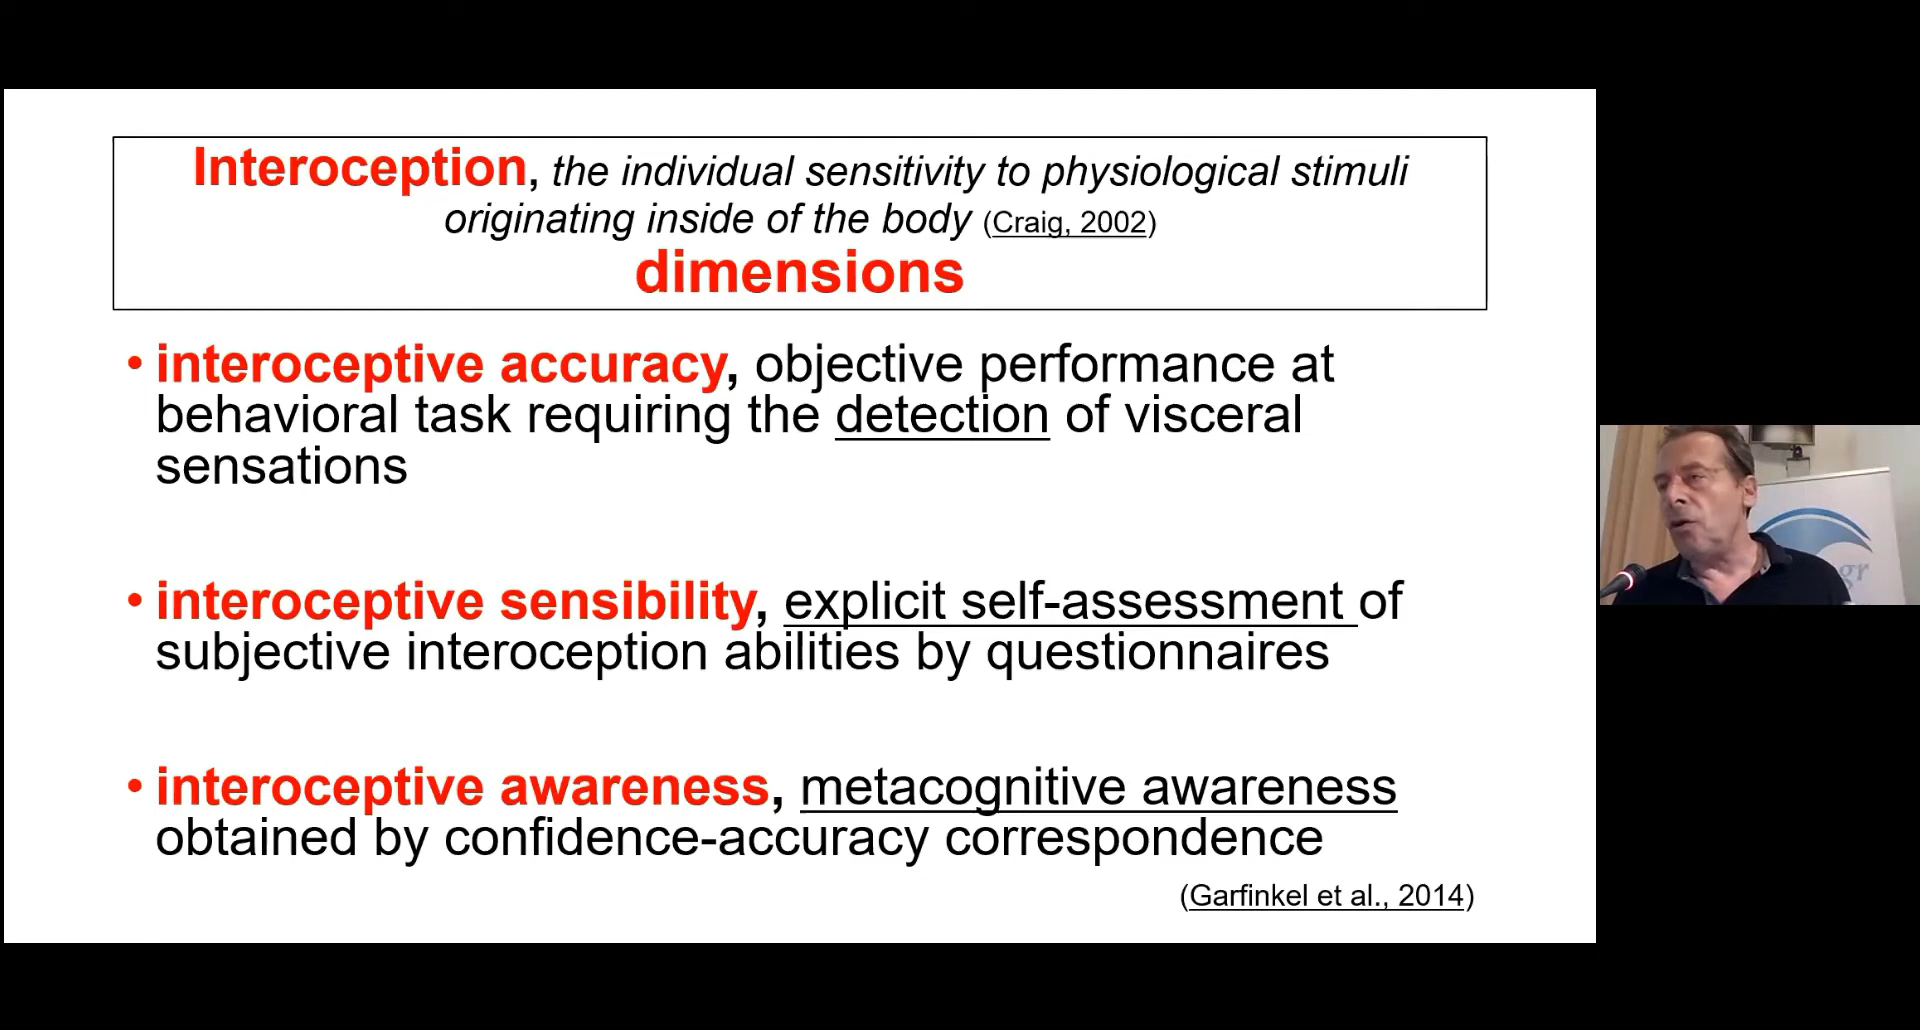 Interoception, the individual sensitivity to physiological stimuli
originating inside of the body (Craig, 2002)
dimensions
• interoceptive accuracy, objective performance at
behavioral task requiring the detection of visceral
sensations
• interoceptive sensibility, explicit self-assessment of
subjective interoception abilities by questionnaires
• interoceptive awareness, metacognitive awareness
obtained by confidence-accuracy correspondence
(Garfinkel et al., 2014)
gr